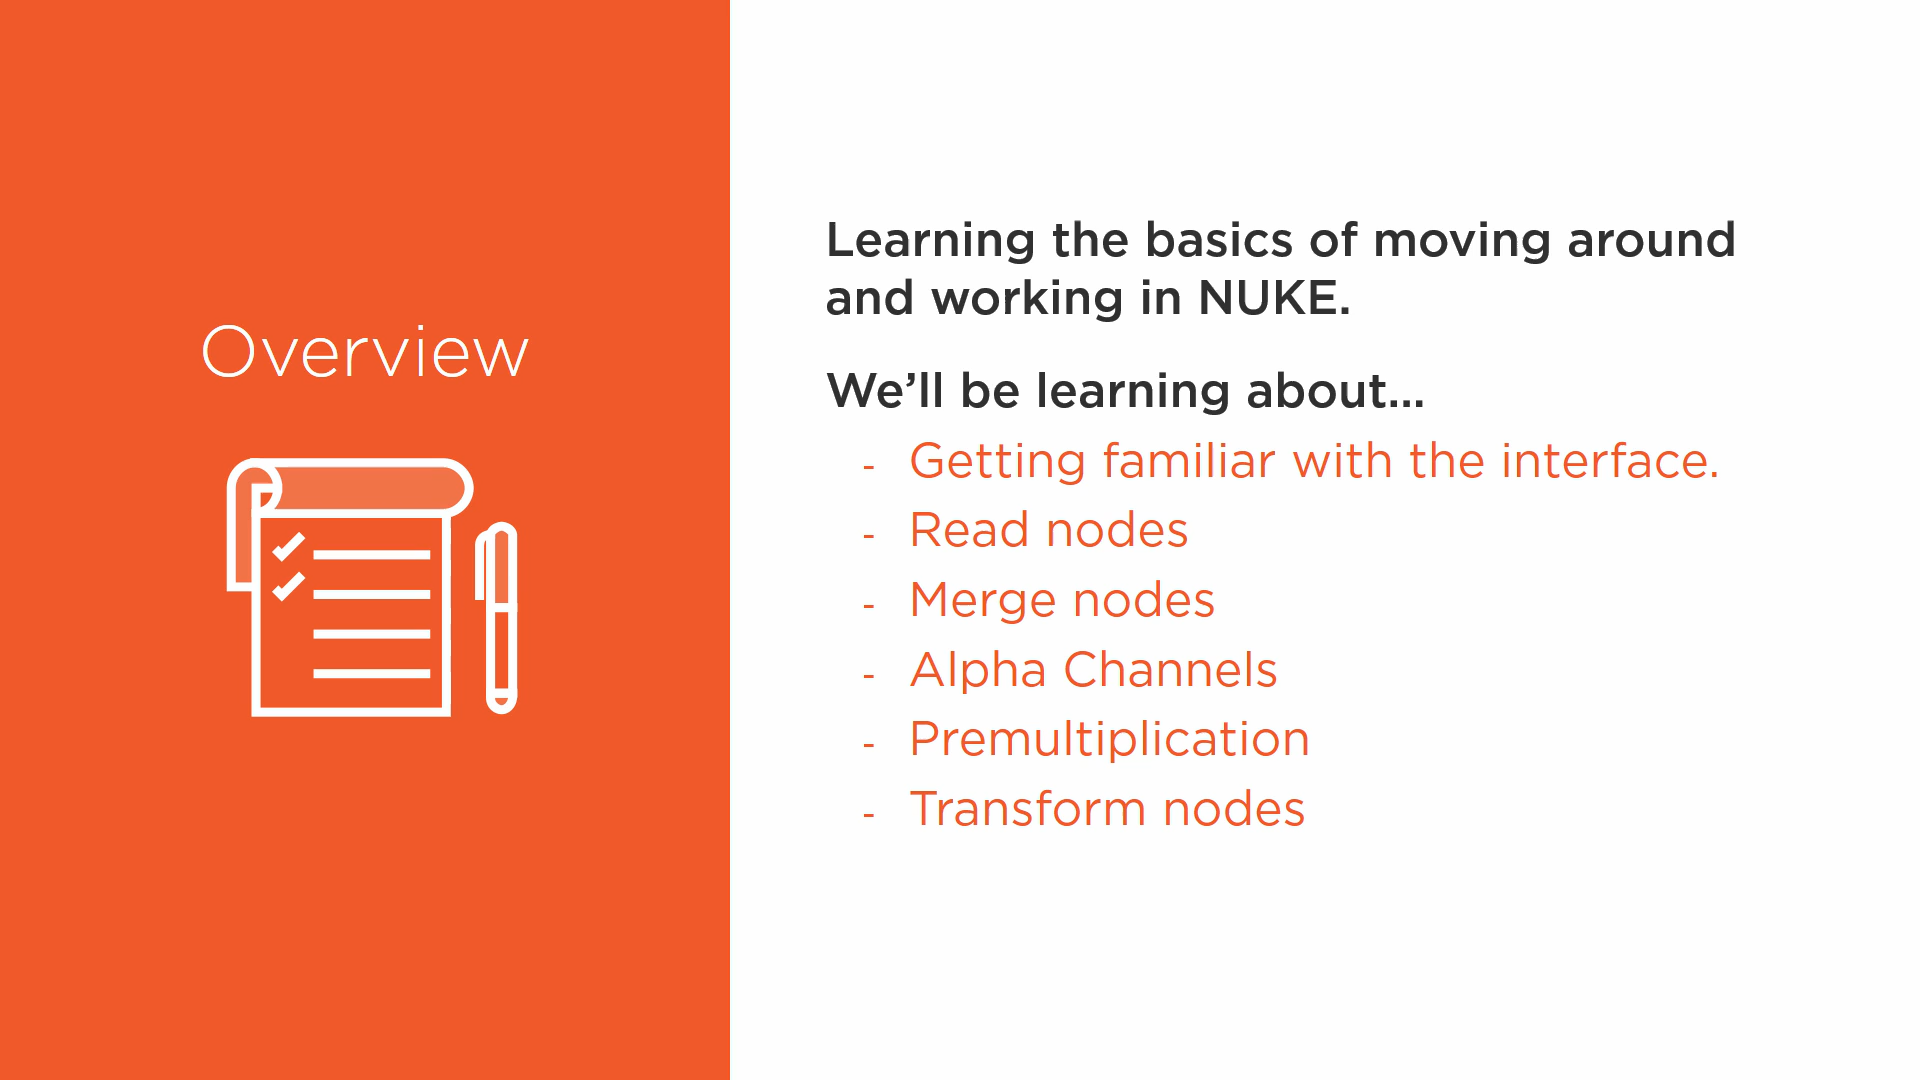 Overview
Learning the basics of moving around
and working in NUKE.
We’ll be learning about...
- Getting familiar with the interface.
- Read nodes
- Merge nodes
- Alpha Channels
- Premultiplication
- Transform nodes